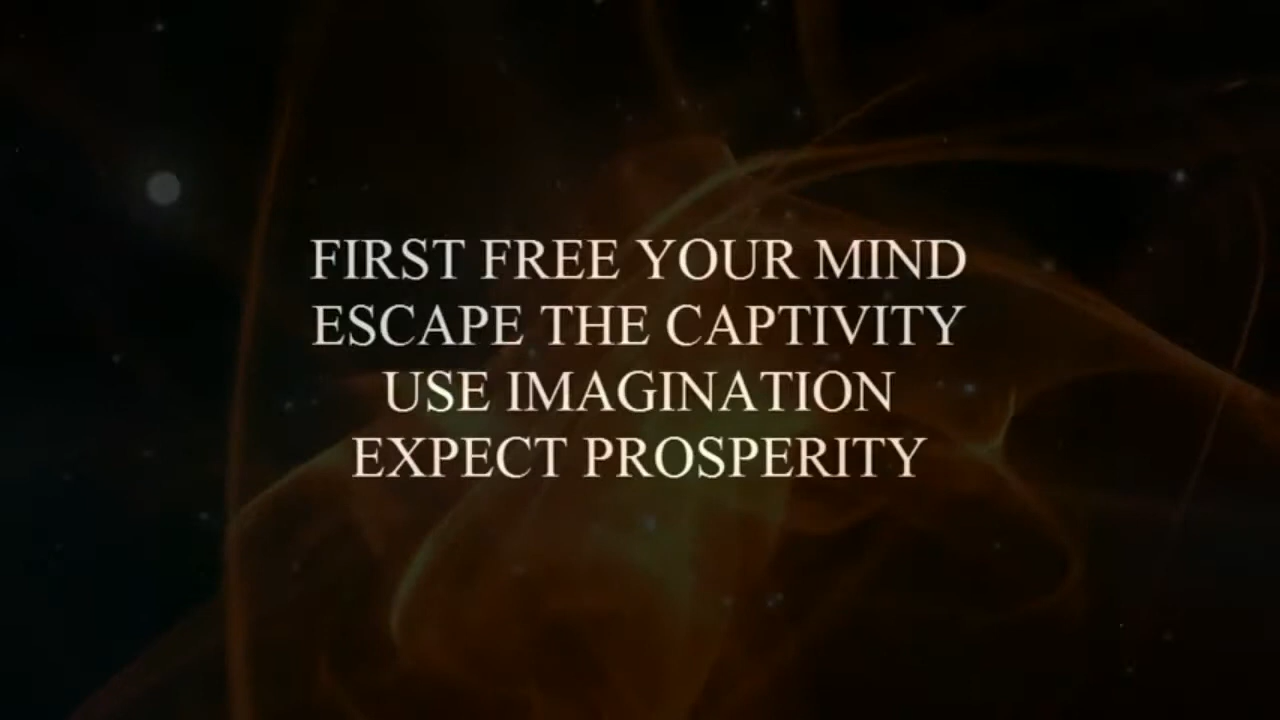 FIRST FREE YOUR MIND
ESCAPE THE CAPTIVITY
USE IMAGINATION
EXPECT PROSPERITY